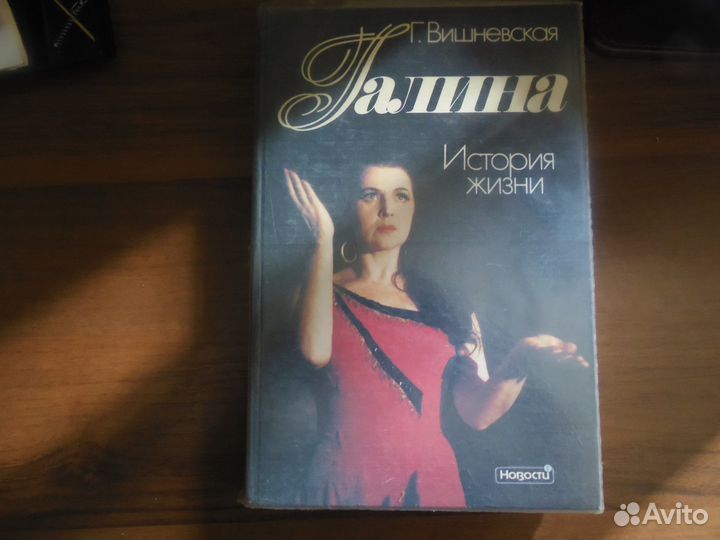 Г. Вишневская
Галина
История
жизни
Новости
Avito